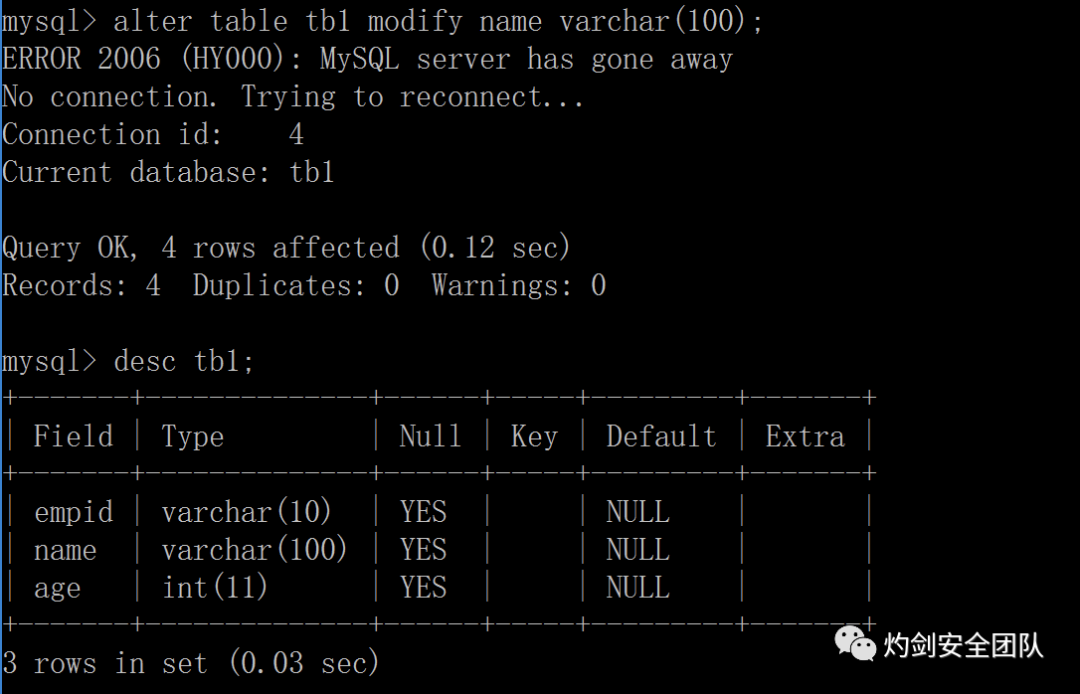 mysql> alter table tb1 modify name varchar(100);
ERROR 2006 (HY000): MySQL server has gone away
No connection. Trying to reconnect...
Connection id:    4
Current database: tb1
Query OK, 4 rows affected (0.12 sec)
Records: 4  Duplicates: 0  Warnings: 0
mysql> desc tb1;
+-------+--------------+------+-----+---------+-------+
| Field | Type         | Null | Key | Default | Extra |
+-------+--------------+------+-----+---------+-------+
| empid | varchar(10)  | YES  |     | NULL    |       |
| name  | varchar(100) | YES  |     | NULL    |       |
| age   | int(11)      | YES  |     | NULL    |       |
+-------+--------------+------+-----+---------+-------+
3 rows in set (0.03 sec)
灼剑安全团队